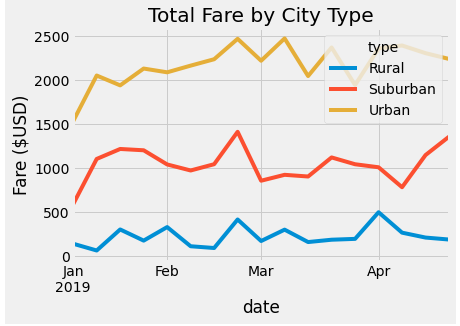 Total Fare by City Type
type
Rural
Suburban
Urban
Fare ($USD)
2500
2000
1500
1000
500
0
Jan Feb Mar Apr
2019
date